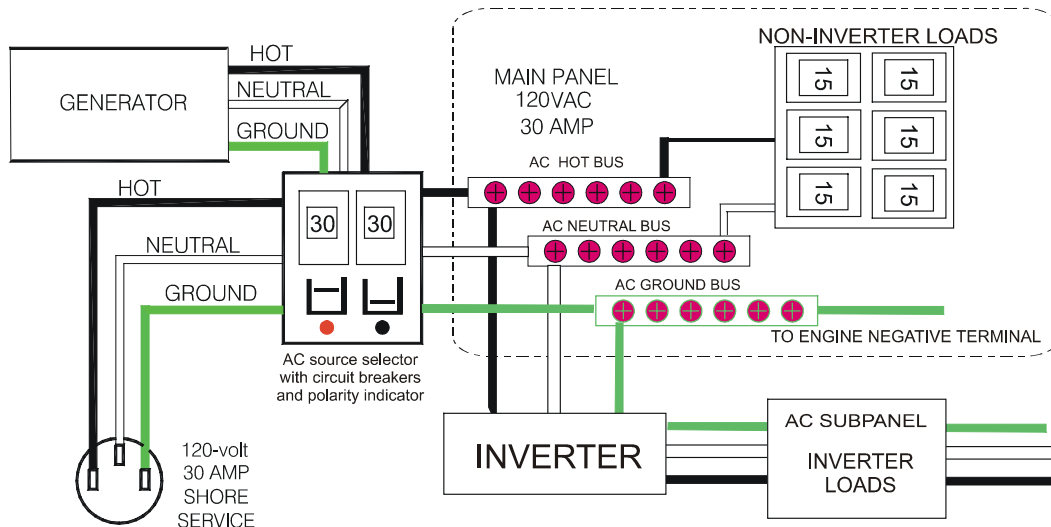 HOT
NEUTRAL
GROUND
GENERATOR
HOT
NEUTRAL
GROUND
30 30
AC source selector
with circuit breakers
and polarity indicator
120-volt
30 AMP
SHORE
SERVICE
MAIN PANEL
120VAC
30 AMP
NON-INVERTER LOADS
15 15
15 15
15 15
AC HOT BUS
AC NEUTRAL BUS
AC GROUND BUS
TO ENGINE NEGATIVE TERMINAL
INVERTER
AC SUBPANEL
INVERTER
LOADS